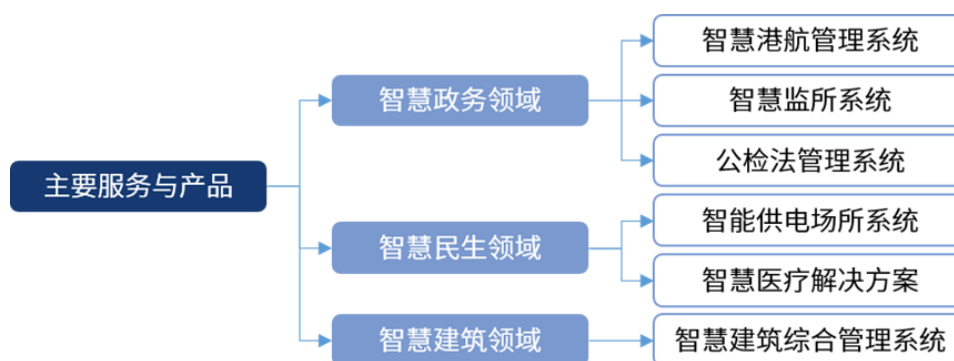 主要服务与产品
智慧政务领域
智慧港航管理系统
智慧监所系统
公检法管理系统
智慧民生领域
智能供电场所系统
智慧医疗解决方案
智慧建筑领域
智慧建筑综合管理系统